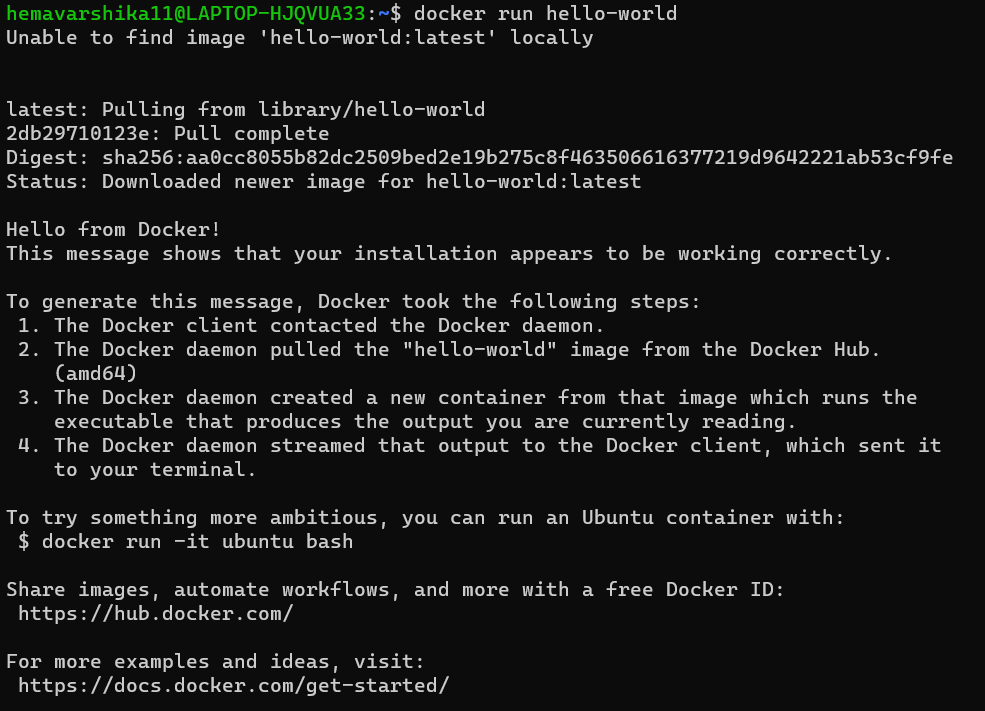 hemavarshika11@LAPTOP-HJQVUA33:~$ docker run hello-world
Unable to find image 'hello-world:latest' locally
latest: Pulling from library/hello-world
2db29710123e: Pull complete
Digest: sha256:aa0cc8055b82dc2509bed2e19b275c8f463506616377219d9642221ab53cf9fe
Status: Downloaded newer image for hello-world:latest
Hello from Docker!
This message shows that your installation appears to be working correctly.
To generate this message, Docker took the following steps:
1. The Docker client contacted the Docker daemon.
2. The Docker daemon pulled the "hello-world" image from the Docker Hub.
(amd64)
3. The Docker daemon created a new container from that image which runs the
executable that produces the output you are currently reading.
4. The Docker daemon streamed that output to the Docker client, which sent it
to your terminal.
To try something more ambitious, you can run an Ubuntu container with:
$ docker run -it ubuntu bash
Share images, automate workflows, and more with a free Docker ID:
https://hub.docker.com/
For more examples and ideas, visit:
https://docs.docker.com/get-started/